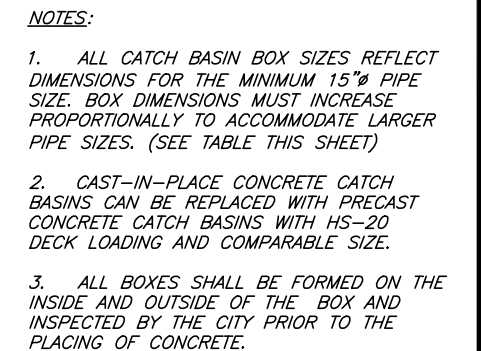 NOTES:
1. ALL CATCH BASIN BOX SIZES REFLECT
DIMENSIONS FOR THE MINIMUM 15"ø PIPE
SIZE. BOX DIMENSIONS MUST INCREASE
PROPORTIONALLY TO ACCOMMODATE LARGER
PIPE SIZES. (SEE TABLE THIS SHEET)
2. CAST-IN-PLACE CONCRETE CATCH
BASINS CAN BE REPLACED WITH PRECAST
CONCRETE CATCH BASINS WITH HS-20
DECK LOADING AND COMPARABLE SIZE.
3. ALL BOXES SHALL BE FORMED ON THE
INSIDE AND OUTSIDE OF THE BOX AND
INSPECTED BY THE CITY PRIOR TO THE
PLACING OF CONCRETE.